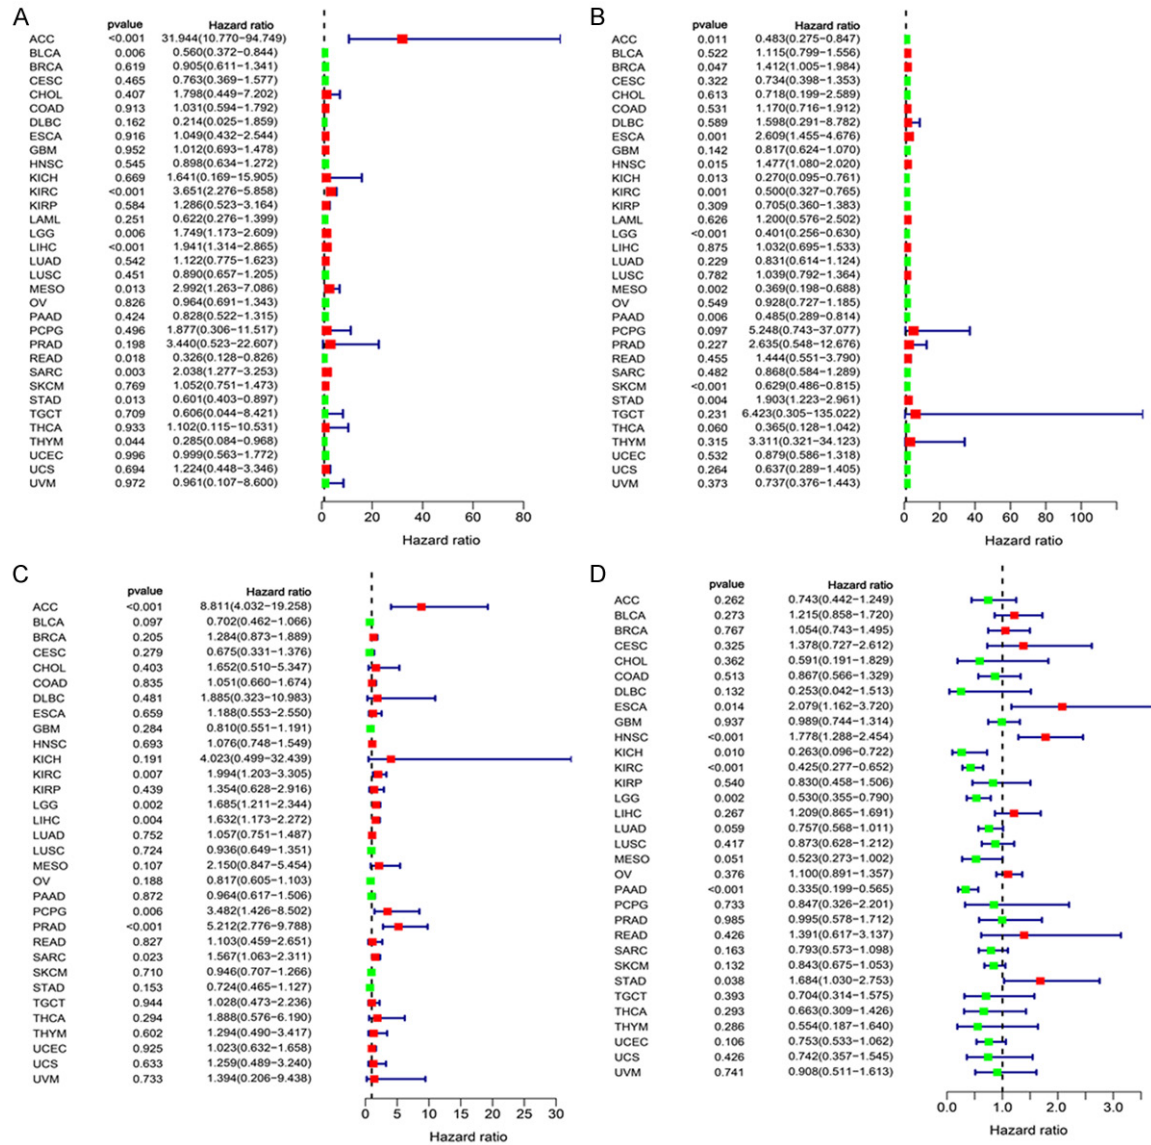 A
pvalue Hazard ratio
ACC <0.001 31.944(10.770−94.749)
BLCA 0.006 0.560(0.372−0.844)
BRCA 0.619 0.905(0.611−1.341)
CESC 0.465 0.763(0.369−1.577)
CHOL 0.407 1.798(0.449−7.202)
COAD 0.913 1.031(0.594−1.792)
DLBC 0.162 0.214(0.025−1.859)
ESCA 0.916 1.049(0.432−2.544)
GBM 0.952 1.012(0.693−1.478)
HNSC 0.545 0.898(0.634−1.272)
KICH 0.669 1.641(0.169−15.905)
KIRC <0.001 3.651(2.276−5.858)
KIRP 0.584 1.286(0.523−3.164)
LAML 0.251 0.622(0.276−1.399)
LGG 0.006 1.749(1.173−2.609)
LIHC <0.001 1.941(1.314−2.865)
LUAD 0.542 1.122(0.775−1.623)
LUSC 0.451 0.890(0.657−1.205)
MESO 0.013 2.992(1.263−7.086)
OV 0.826 0.964(0.691−1.343)
PAAD 0.424 0.828(0.522−1.315)
PCPG 0.496 1.877(0.306−11.517)
PRAD 0.198 3.440(0.523−22.607)
READ 0.018 0.326(0.128−0.826)
SARC 0.003 2.038(1.277−3.253)
SKCM 0.769 1.052(0.751−1.473)
STAD 0.013 0.601(0.403−0.897)
TGCT 0.709 0.606(0.044−8.421)
THCA 0.933 1.102(0.115−10.531)
THYM 0.044 0.285(0.084−0.968)
UCEC 0.996 0.999(0.563−1.772)
UCS 0.694 1.224(0.448−3.346)
UVM 0.972 0.961(0.107−8.600)
0 20 40 60 80
Hazard ratio
B
pvalue Hazard ratio
ACC 0.011 0.483(0.275−0.847)
BLCA 0.522 1.115(0.799−1.556)
BRCA 0.047 1.412(1.005−1.984)
CESC 0.322 0.734(0.398−1.353)
CHOL 0.613 0.718(0.199−2.589)
COAD 0.531 1.170(0.716−1.912)
DLBC 0.589 1.598(0.291−8.782)
ESCA 0.001 2.609(1.455−4.676)
GBM 0.142 0.817(0.624−1.070)
HNSC 0.015 1.477(1.080−2.020)
KICH 0.013 0.270(0.095−0.761)
KIRC 0.001 0.500(0.327−0.765)
KIRP 0.309 0.705(0.360−1.383)
LAML 0.626 1.200(0.576−2.502)
LGG <0.001 0.401(0.256−0.630)
LIHC 0.875 1.032(0.695−1.533)
LUAD 0.229 0.831(0.614−1.124)
LUSC 0.782 1.039(0.792−1.364)
MESO 0.002 0.369(0.198−0.688)
OV 0.549 0.928(0.727−1.185)
PAAD 0.006 0.485(0.289−0.814)
PCPG 0.097 5.248(0.743−37.077)
PRAD 0.227 2.635(0.548−12.676)
READ 0.455 1.444(0.551−3.790)
SARC 0.482 0.868(0.584−1.289)
SKCM <0.001 0.629(0.486−0.815)
STAD 0.004 1.903(1.223−2.961)
TGCT 0.231 6.423(0.305−135.022)
THCA 0.060 0.365(0.128−1.042)
THYM 0.315 3.311(0.321−34.123)
UCEC 0.532 0.879(0.586−1.318)
UCS 0.264 0.637(0.289−1.405)
UVM 0.373 0.737(0.376−1.443)
0 20 40 60 80 100
Hazard ratio
C
pvalue Hazard ratio
ACC <0.001 8.811(4.032−19.258)
BLCA 0.097 0.702(0.462−1.066)
BRCA 0.205 1.284(0.873−1.889)
CESC 0.279 0.675(0.331−1.376)
CHOL 0.403 1.652(0.510−5.347)
COAD 0.835 1.051(0.660−1.674)
DLBC 0.481 1.885(0.323−10.983)
ESCA 0.659 1.188(0.553−2.550)
GBM 0.284 0.810(0.551−1.191)
HNSC 0.693 1.076(0.748−1.549)
KICH 0.191 4.023(0.499−32.439)
KIRC 0.007 1.994(1.203−3.305)
KIRP 0.439 1.354(0.628−2.916)
LGG 0.002 1.685(1.211−2.344)
LIHC 0.004 1.632(1.173−2.272)
LUAD 0.752 1.057(0.751−1.487)
LUSC 0.724 0.936(0.649−1.351)
MESO 0.107 2.150(0.847−5.454)
OV 0.188 0.817(0.605−1.103)
PAAD 0.872 0.964(0.617−1.506)
PCPG 0.006 3.482(1.426−8.502)
PRAD <0.001 5.212(2.776−9.788)
READ 0.827 1.103(0.459−2.651)
SARC 0.023 1.567(1.063−2.311)
SKCM 0.710 0.946(0.707−1.266)
STAD 0.153 0.724(0.465−1.127)
TGCT 0.944 1.028(0.473−2.236)
THCA 0.294 1.888(0.576−6.190)
THYM 0.602 1.294(0.490−3.417)
UCEC 0.925 1.023(0.632−1.658)
UCS 0.633 1.259(0.489−3.240)
UVM 0.733 1.394(0.206−9.438)
0 5 10 15 20 25 30
Hazard ratio
D
pvalue Hazard ratio
ACC 0.262 0.743(0.442−1.249)
BLCA 0.273 1.215(0.858−1.720)
BRCA 0.767 1.054(0.743−1.495)
CESC 0.325 1.378(0.727−2.612)
CHOL 0.362 0.591(0.191−1.829)
COAD 0.513 0.867(0.566−1.329)
DLBC 0.132 0.253(0.042−1.513)
ESCA 0.014 2.079(1.162−3.720)
GBM 0.937 0.989(0.744−1.314)
HNSC <0.001 1.778(1.288−2.454)
KICH 0.010 0.263(0.096−0.722)
KIRC <0.001 0.425(0.277−0.652)
KIRP 0.540 0.830(0.458−1.506)
LGG 0.002 0.530(0.355−0.790)
LIHC 0.267 1.209(0.865−1.691)
LUAD 0.059 0.757(0.568−1.011)
LUSC 0.417 0.873(0.628−1.212)
MESO 0.051 0.523(0.273−1.002)
OV 0.376 1.100(0.891−1.357)
PAAD <0.001 0.335(0.199−0.565)
PCPG 0.733 0.847(0.326−2.201)
PRAD 0.985 0.995(0.578−1.712)
READ 0.426 1.391(0.617−3.137)
SARC 0.163 0.793(0.573−1.098)
SKCM 0.132 0.843(0.675−1.053)
STAD 0.038 1.684(1.030−2.753)
TGCT 0.393 0.704(0.314−1.575)
THCA 0.293 0.663(0.309−1.426)
THYM 0.286 0.554(0.187−1.640)
UCEC 0.106 0.753(0.533−1.062)
UCS 0.426 0.742(0.357−1.545)
UVM 0.741 0.908(0.511−1.613)
0.0 1.0 2.0 3.0
Hazard ratio